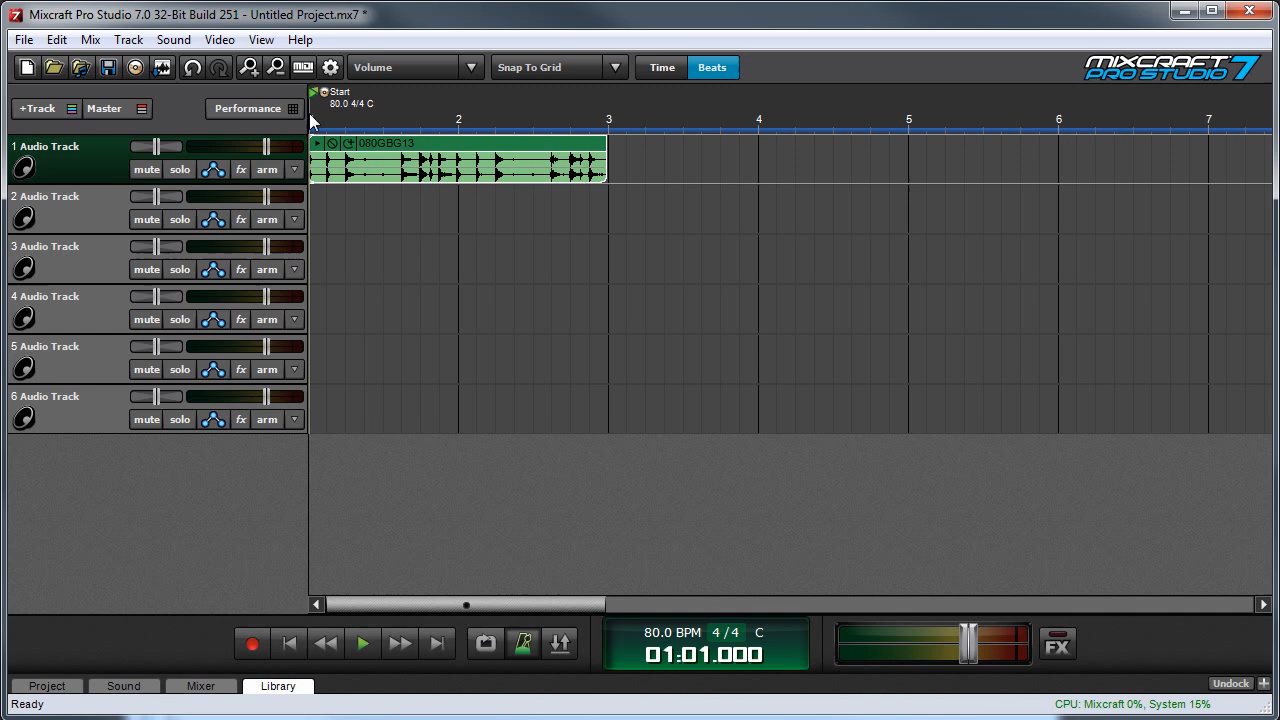 Mixcraft Pro Studio 7.0 32-Bit Build 251 - Untitled Project.mx7 *
File Edit Mix Track Sound Video View Help
Volume Snap To Grid Time Beats MIXCRAFT PRO STUDIO 7
Start
80.0 4/4 C
+Track Master Performance
2 3 4 5 6 7
1 Audio Track 080GBG13
mute solo fx arm
2 Audio Track
mute solo fx arm
3 Audio Track
mute solo fx arm
4 Audio Track
mute solo fx arm
5 Audio Track
mute solo fx arm
6 Audio Track
mute solo fx arm
80.0 BPM 4 / 4 C
01:01.000
FX
Project Sound Mixer Library Undock +
Ready CPU: Mixcraft 0%, System 15%